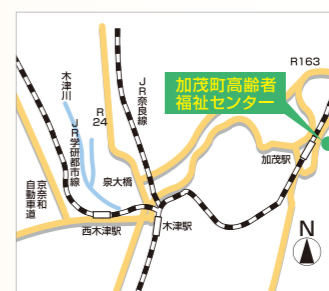 R163
加茂町高齢者
福祉センター
木津川
JR学研都市線
R
24
JR奈良線
泉大橋
加茂駅
京奈和
自動車道
西木津駅
木津駅
N